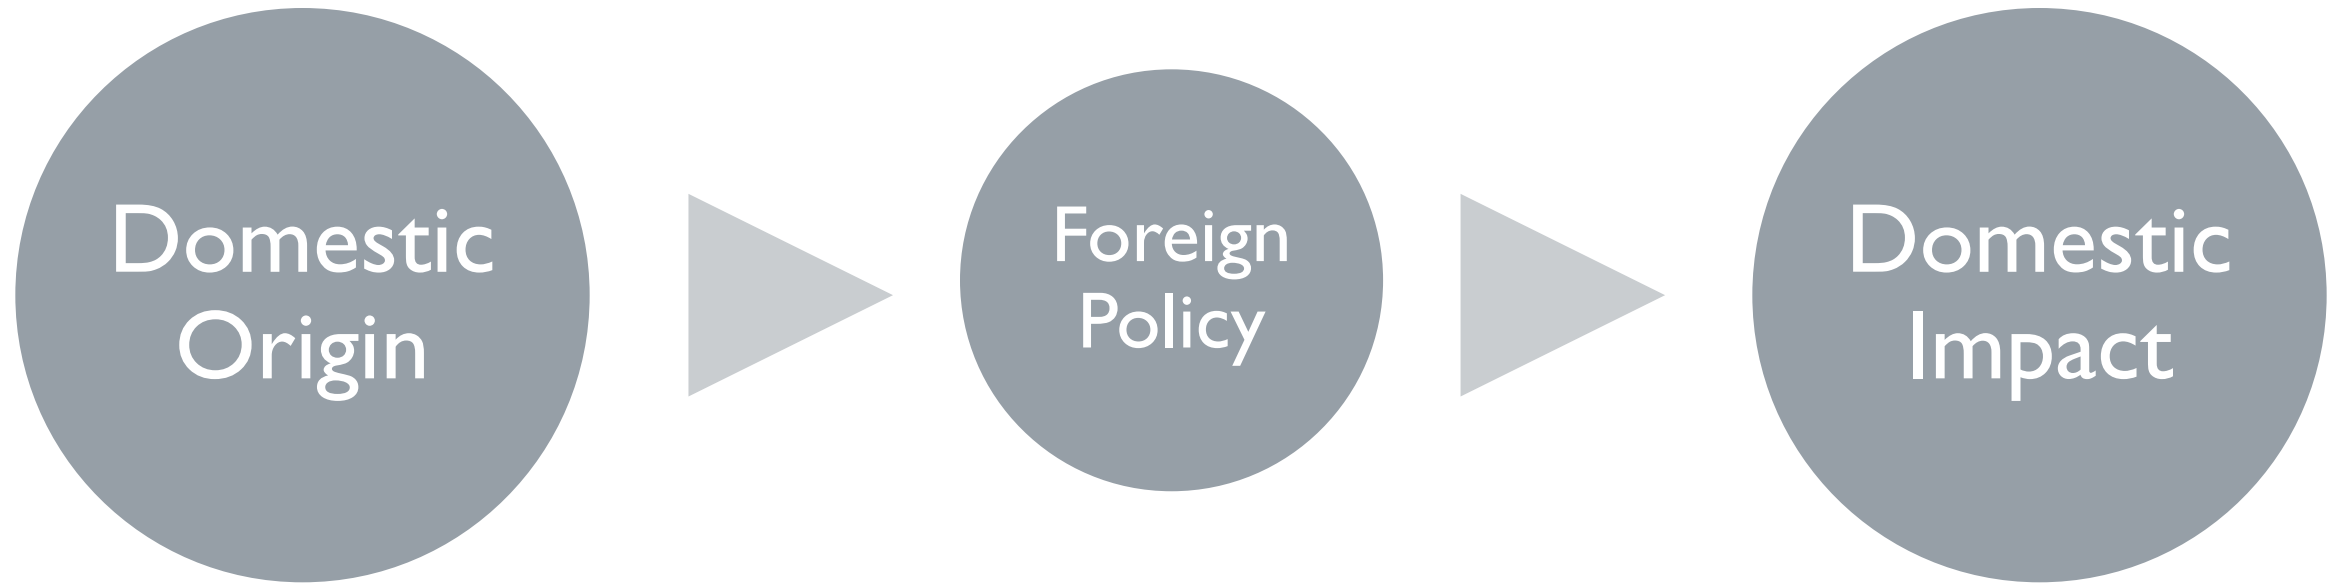 Domestic
Origin
Foreign
Policy
Domestic
Impact